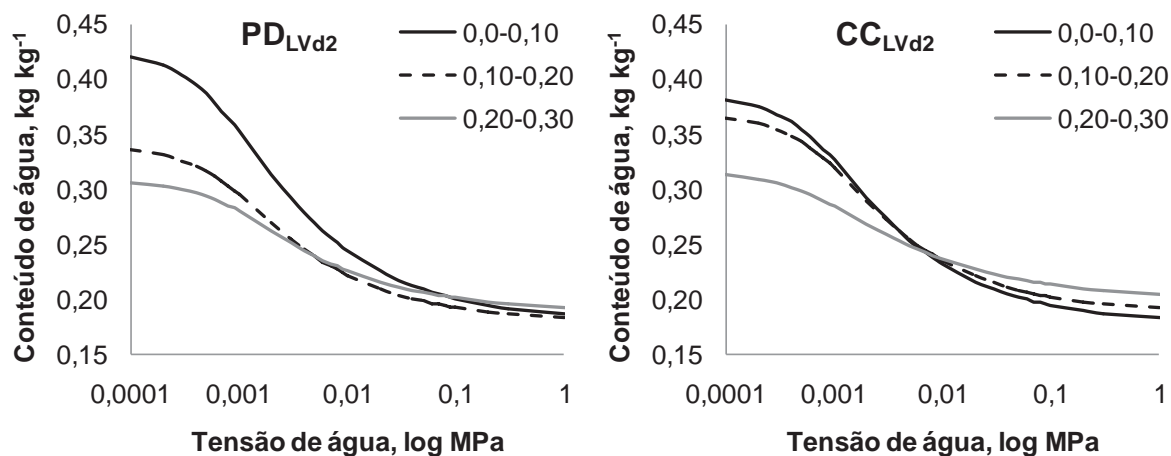 Conteúdo de água, kg kg⁻¹
0,45
0,40
0,35
0,30
0,25
0,20
0,15
PD_LVd2
0,0-0,10
0,10-0,20
0,20-0,30
0,0001 0,001 0,01 0,1 1
Tensão de água, log MPa
Conteúdo de água, kg kg⁻¹
0,45
0,40
0,35
0,30
0,25
0,20
0,15
CC_LVd2
0,0-0,10
0,10-0,20
0,20-0,30
0,0001 0,001 0,01 0,1 1
Tensão de água, log MPa